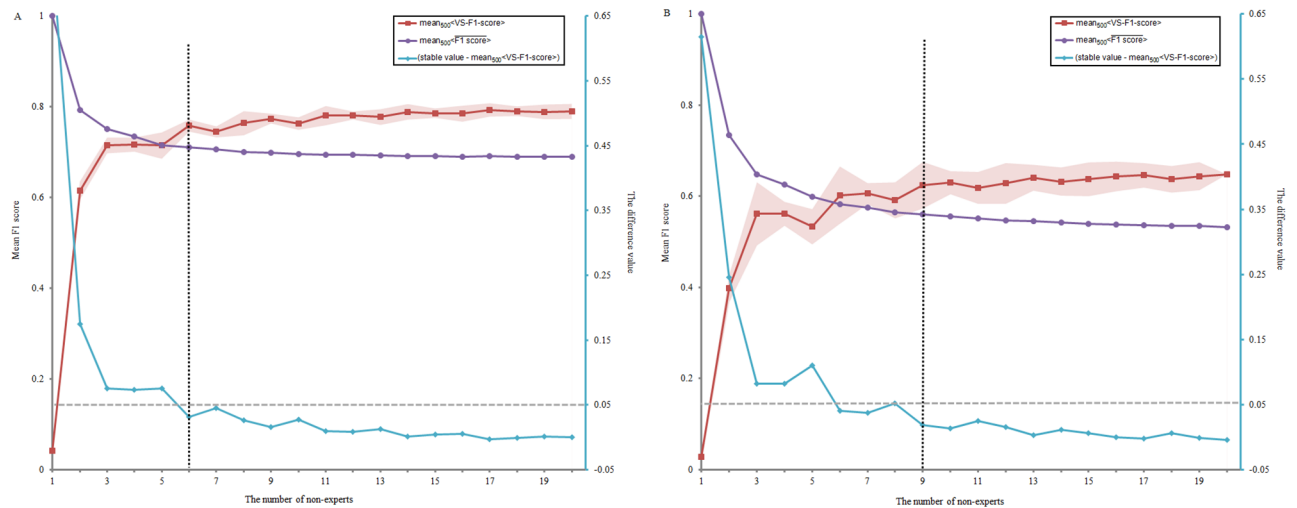 A
1
0.8
0.6
0.4
0.2
0
Mean F1 score
mean500<VS-F1-score>
mean500<F1 score>
(stable value - mean500<VS-F1-score>)
0.65
0.55
0.45
0.35
0.25
0.15
0.05
-0.05
The difference value
1 3 5 7 9 11 13 15 17 19
The number of non-experts
B
1
0.8
0.6
0.4
0.2
0
Mean F1 score
mean500<VS-F1-score>
mean500<F1 score>
(stable value - mean500<VS-F1-score>)
0.65
0.55
0.45
0.35
0.25
0.15
0.05
-0.05
The difference value
1 3 5 7 9 11 13 15 17 19
The number of non-experts